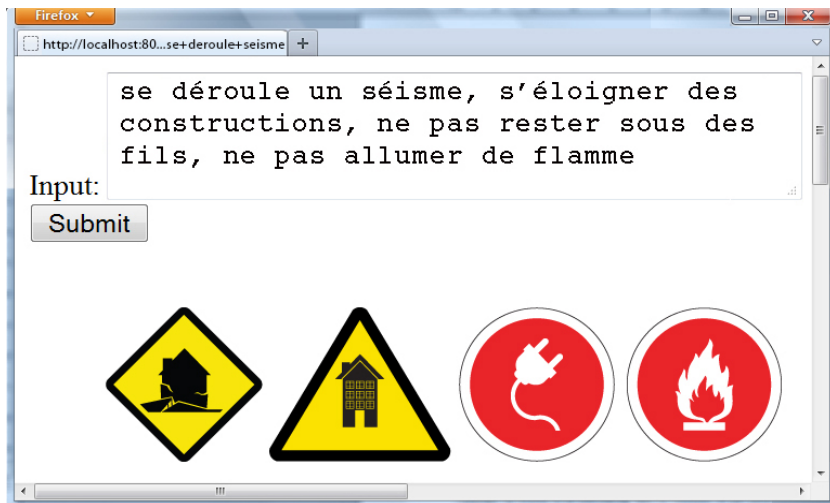 Firefox
http://localhost:80...se+deroule+seisme
se déroule un séisme, s'éloigner des
constructions, ne pas rester sous des
fils, ne pas allumer de flamme
Input:
Submit